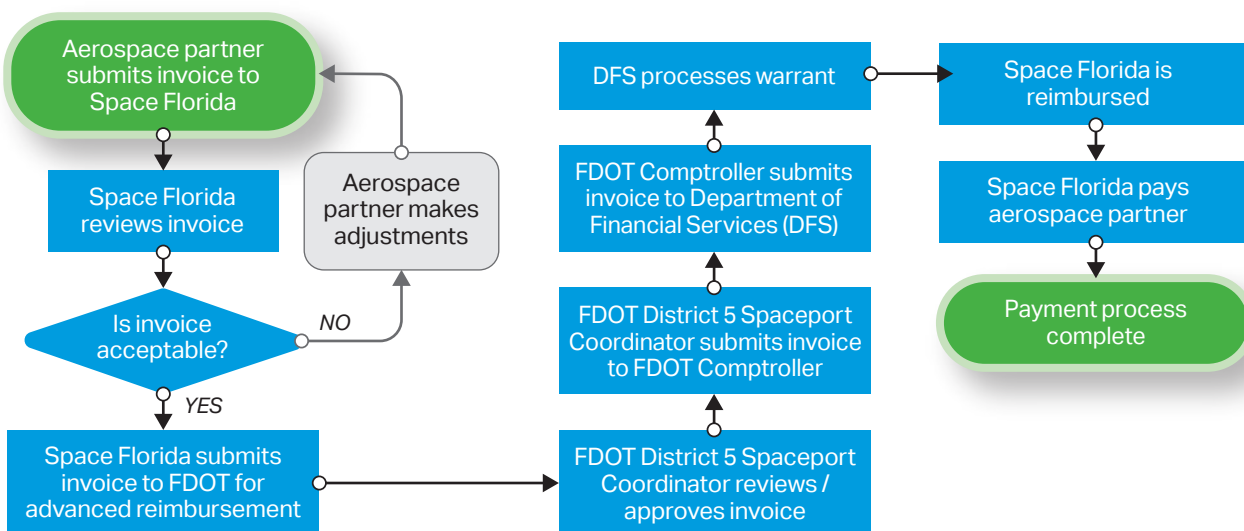 Aerospace partner
submits invoice to
Space Florida
Space Florida
reviews invoice
Is invoice
acceptable?
NO
Aerospace
partner makes
adjustments
YES
Space Florida submits
invoice to FDOT for
advanced reimbursement
FDOT District 5 Spaceport
Coordinator reviews /
approves invoice
FDOT District 5 Spaceport
Coordinator submits invoice
to FDOT Comptroller
FDOT Comptroller submits
invoice to Department of
Financial Services (DFS)
DFS processes warrant
Space Florida is
reimbursed
Space Florida pays
aerospace partner
Payment process
complete